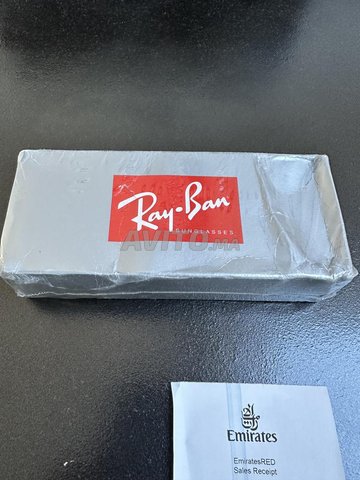 Ray-Ban
SUNGLASSES
AVITO.MA
Emirates
EmiratesRED
Sales Receipt